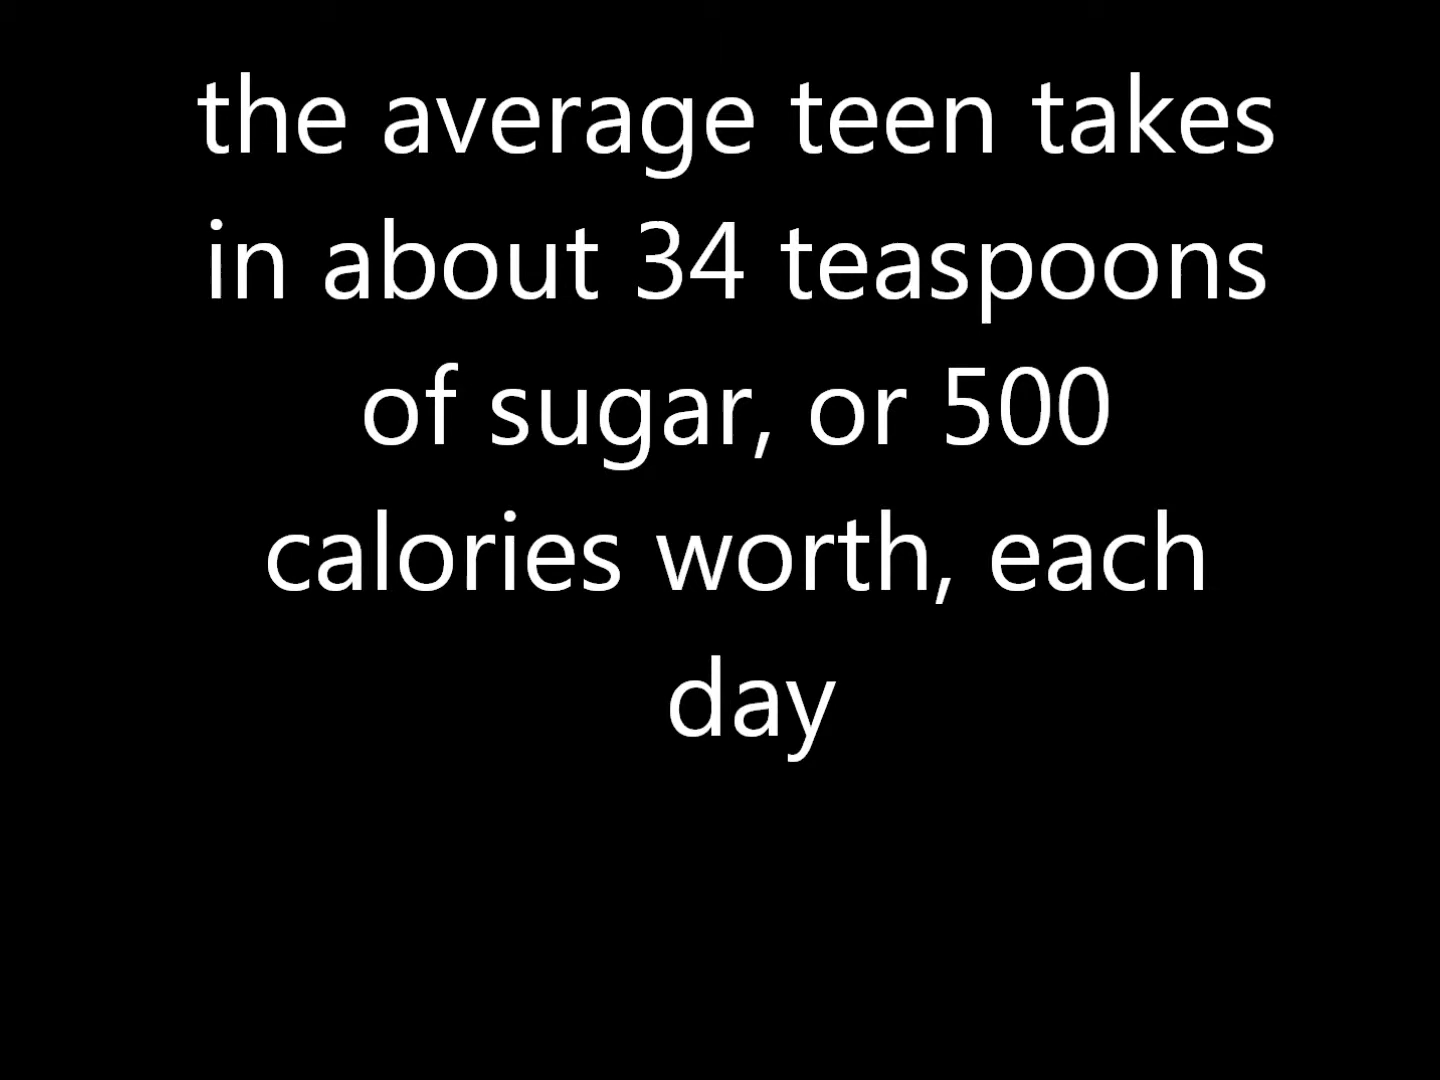 the average teen takes
in about 34 teaspoons
of sugar, or 500
calories worth, each
day